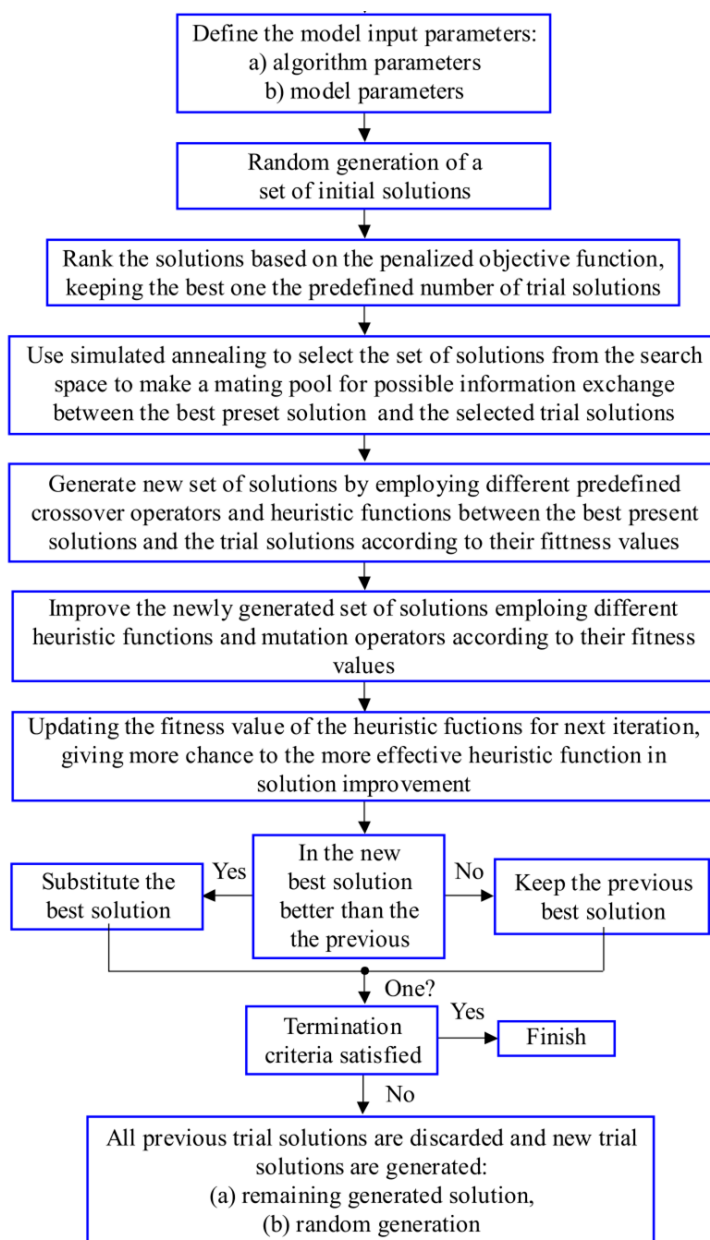 Define the model input parameters:
a) algorithm parameters
b) model parameters
Random generation of a
set of initial solutions
Rank the solutions based on the penalized objective function,
keeping the best one the predefined number of trial solutions
Use simulated annealing to select the set of solutions from the search
space to make a mating pool for possible information exchange
between the best preset solution and the selected trial solutions
Generate new set of solutions by employing different predefined
crossover operators and heuristic functions between the best present
solutions and the trial solutions according to their fittness values
Improve the newly generated set of solutions emploing different
heuristic functions and mutation operators according to their fitness
values
Updating the fitness value of the heuristic fuctions for next iteration,
giving more chance to the more effective heuristic function in
solution improvement
Substitute the
best solution
Yes
In the new
best solution
better than the
the previous
No
Keep the previous
best solution
One?
Termination
criteria satisfied
Yes
Finish
No
All previous trial solutions are discarded and new trial
solutions are generated:
(a) remaining generated solution,
(b) random generation